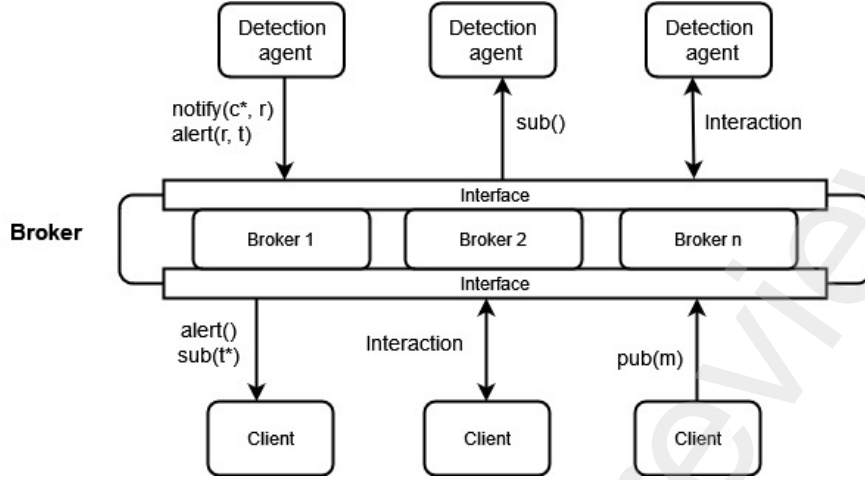 Detection
agent
Detection
agent
Detection
agent
notify(c*, r)
alert(r, t)
sub()
Interaction
Interface
Broker
Broker 1
Broker 2
Broker n
Interface
alert()
sub(t*)
Interaction
pub(m)
Client
Client
Client
review